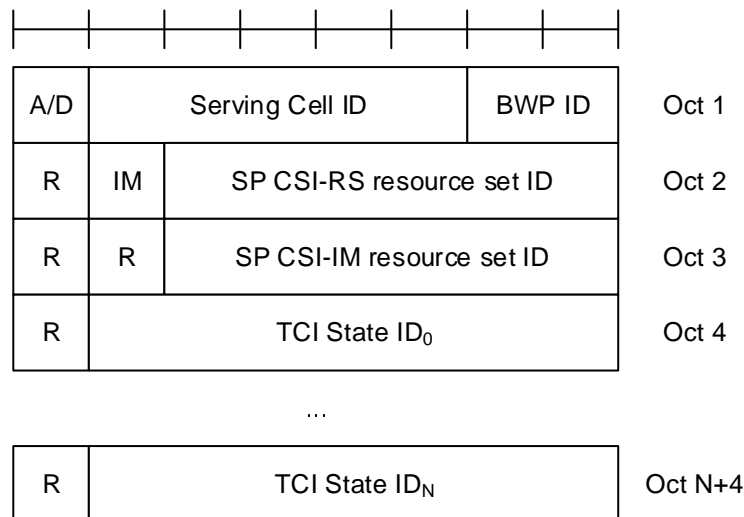 A/D Serving Cell ID BWP ID Oct 1
R IM SP CSI-RS resource set ID Oct 2
R R SP CSI-IM resource set ID Oct 3
R TCI State ID₀ Oct 4
...
R TCI State ID_N Oct N+4